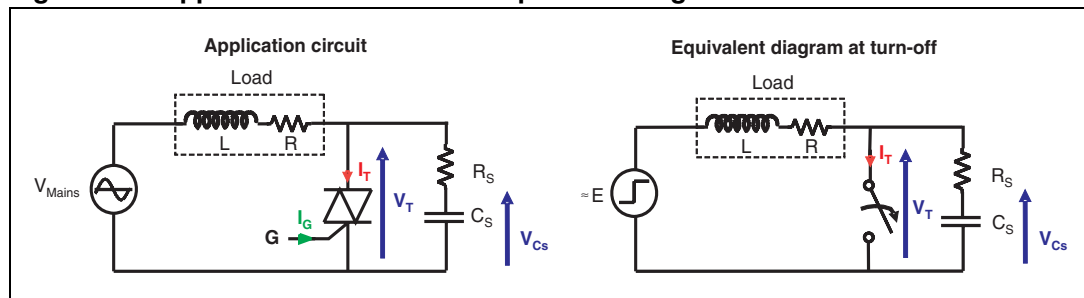 Application circuit
Load
L R
V_Mains
I_T
V_T
I_G
G
R_S
C_S
V_Cs
Equivalent diagram at turn-off
Load
L R
≈E
I_T
V_T
R_S
C_S
V_Cs